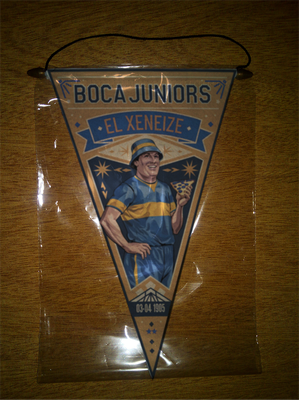 BOCA JUNIORS
EL XENEIZE
03-04 1905